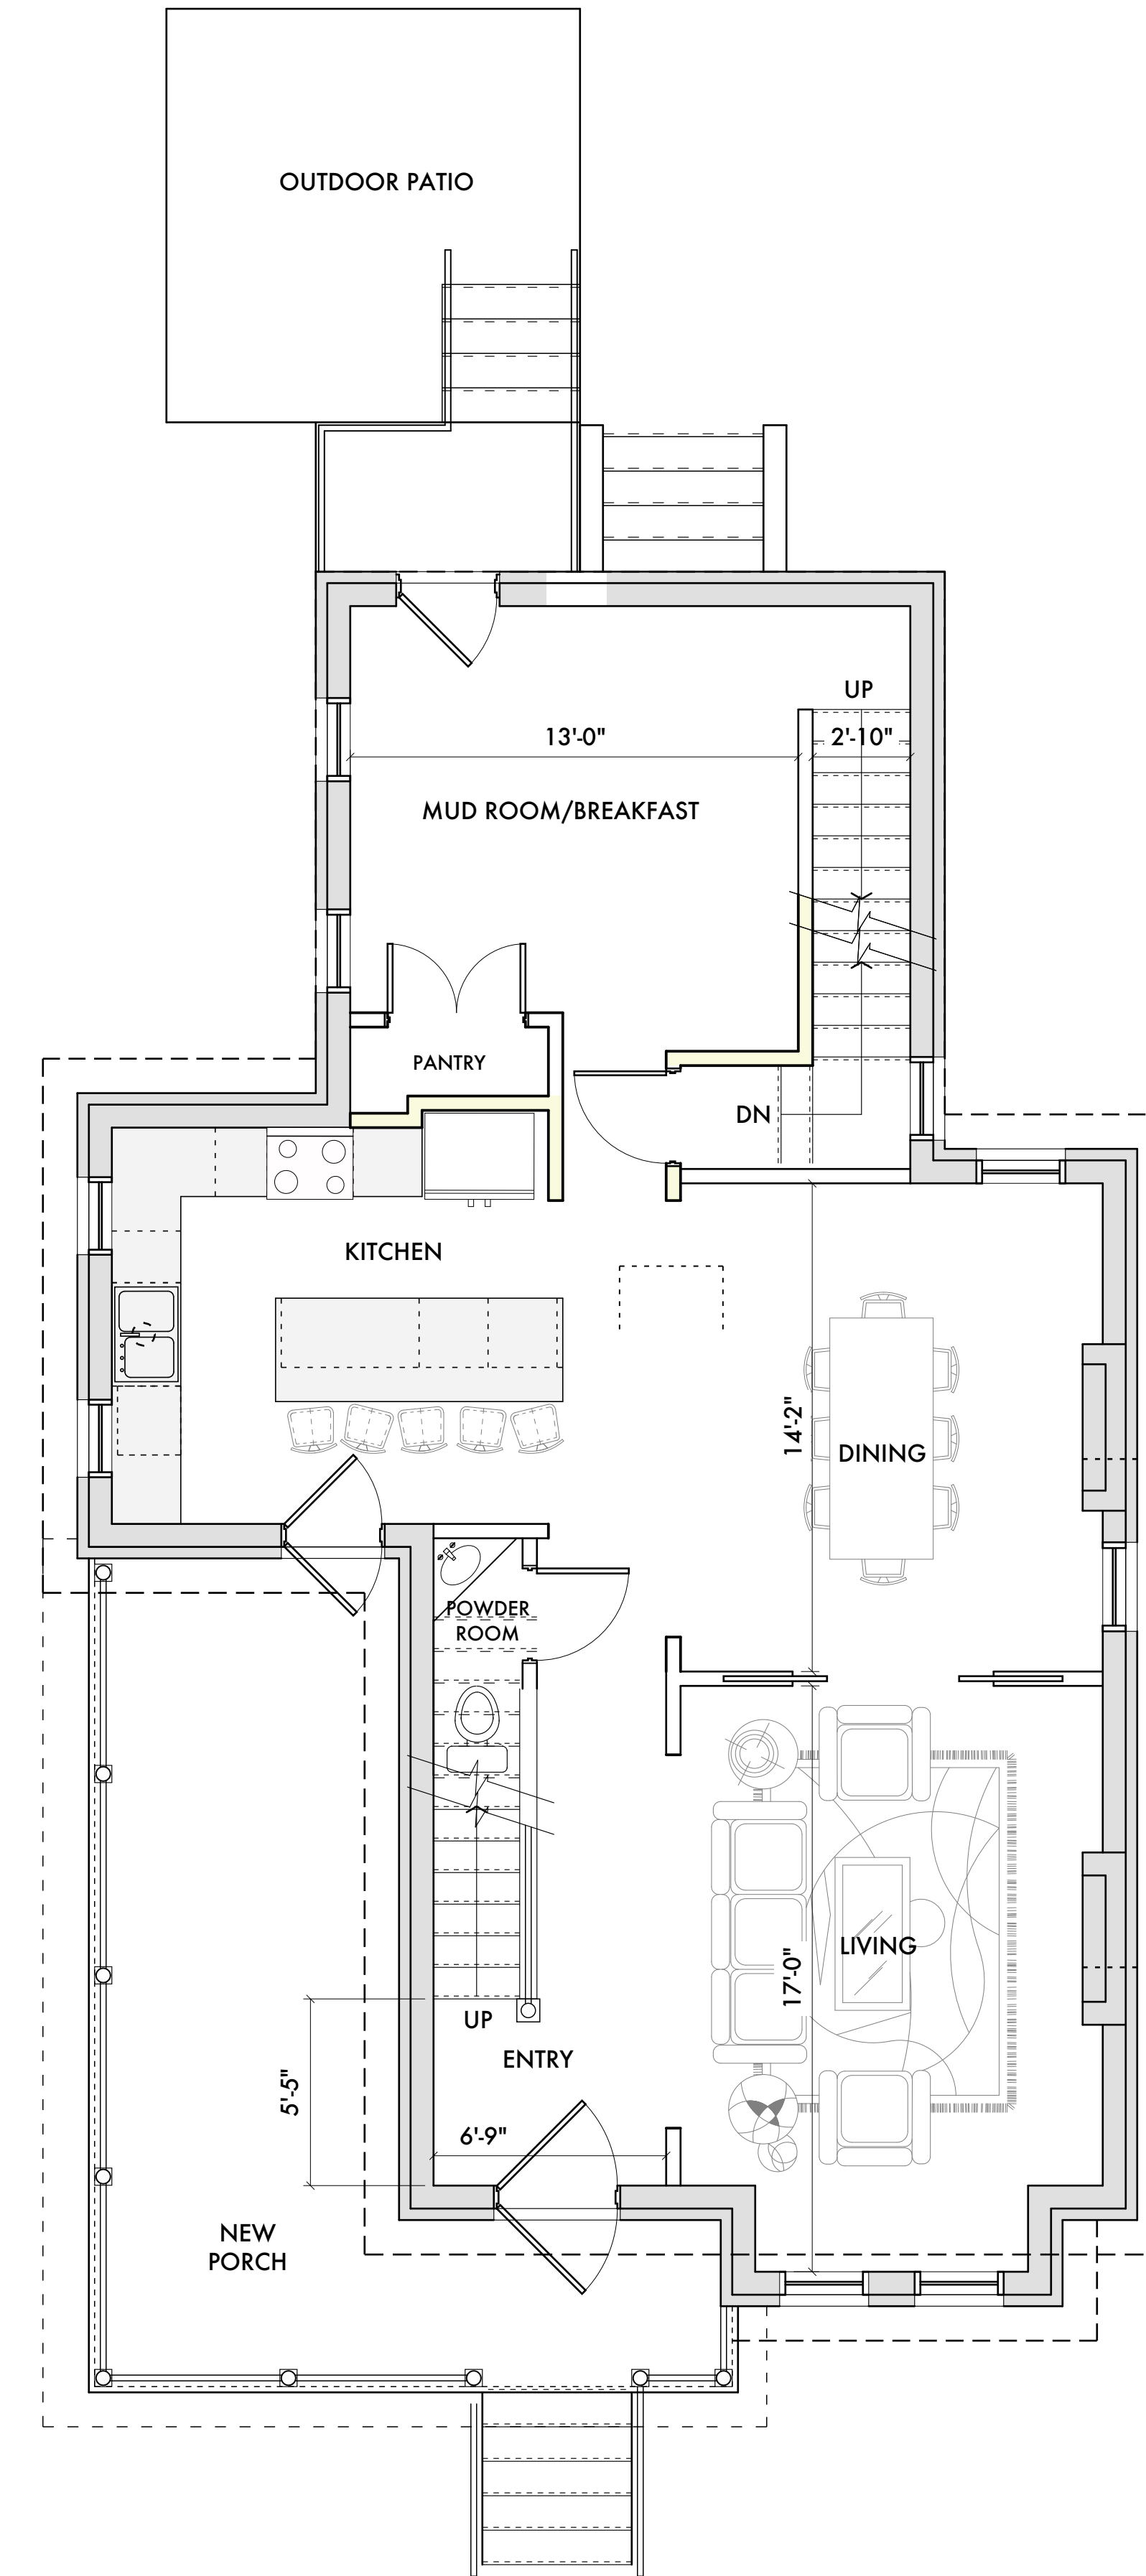 OUTDOOR PATIO
UP
13'-0"
2'-10"
MUD ROOM/BREAKFAST
PANTRY
DN
KITCHEN
14'-2"
DINING
POWDER
ROOM
LIVING
17'-0"
UP
ENTRY
5'-5"
6'-9"
NEW
PORCH